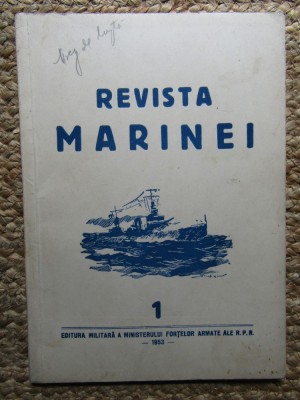 REVISTA
MARINEI
1
EDITURA MILITARĂ A MINISTERULUI FORȚELOR ARMATE ALE R.P.R.
— 1953 —